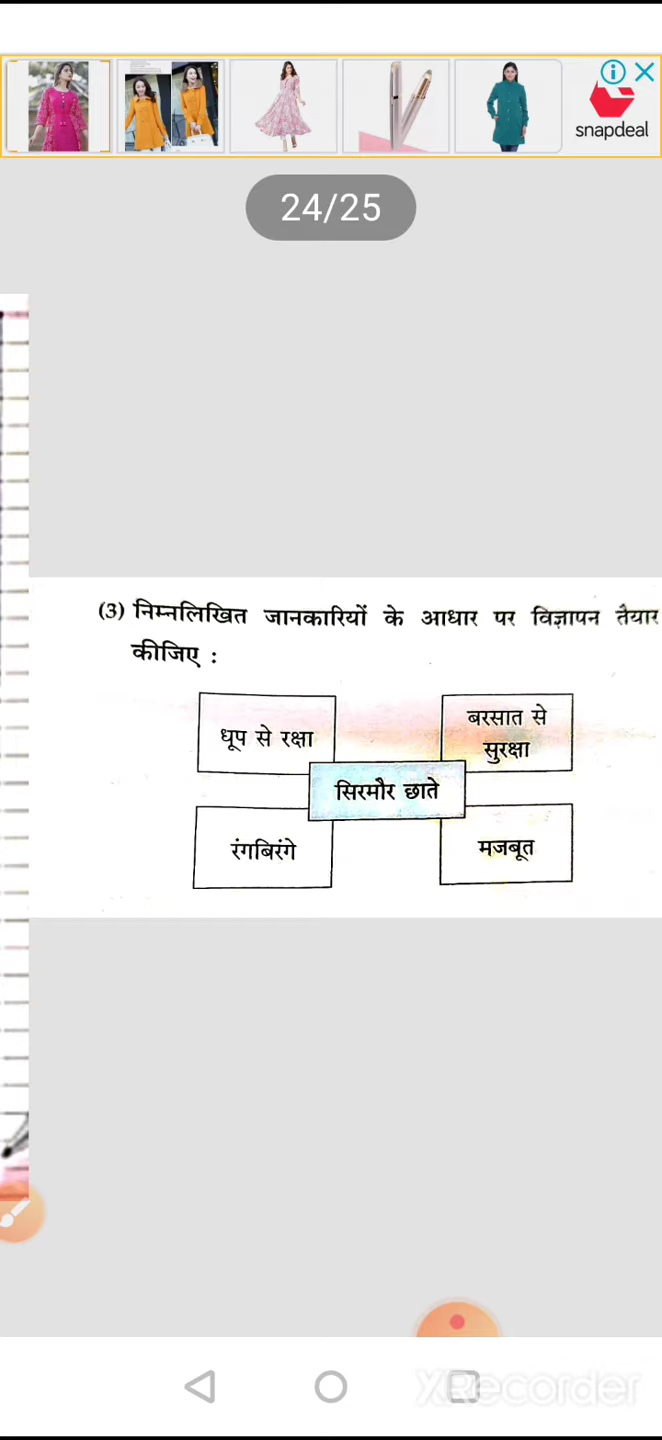 snapdeal
24/25
(3) निम्नलिखित जानकारियों के आधार पर विज्ञापन तैयार
कीजिए :
धूप से रक्षा
बरसात से
सुरक्षा
सिरमौर छाते
रंगबिरंगे
मजबूत
XRecorder